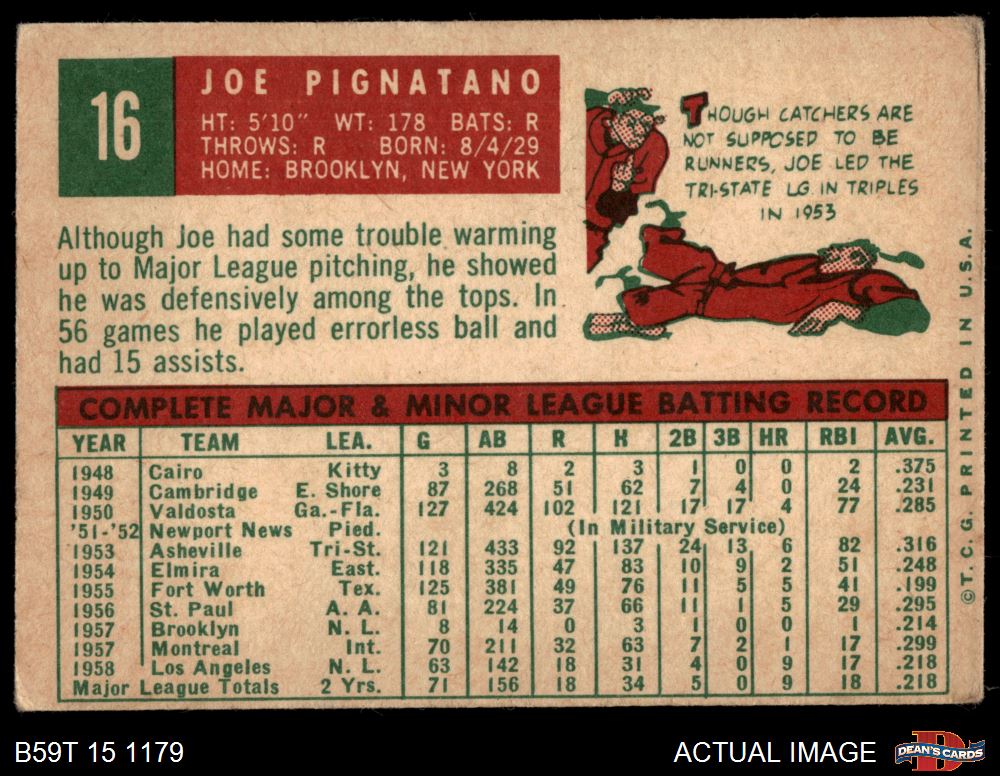 16
JOE PIGNATANO
HT: 5'10" WT: 178 BATS: R
THROWS: R BORN: 8/4/29
HOME: BROOKLYN, NEW YORK
THOUGH CATCHERS ARE
NOT SUPPOSED TO BE
RUNNERS, JOE LED THE
TRI-STATE LG. IN TRIPLES
IN 1953
Although Joe had some trouble warming
up to Major League pitching, he showed
he was defensively among the tops. In
56 games he played errorless ball and
had 15 assists.
COMPLETE MAJOR & MINOR LEAGUE BATTING RECORD
YEAR TEAM LEA. G AB R H 2B 3B HR RBI AVG.
1948 Cairo Kitty 3 8 2 3 1 0 0 2 .375
1949 Cambridge E. Shore 87 268 51 62 7 4 0 24 .231
1950 Valdosta Ga.-Fla. 127 424 102 121 17 17 4 77 .285
'51-'52 Newport News Pied. (In Military Service)
1953 Asheville Tri-St. 121 433 92 137 24 13 6 82 .316
1954 Elmira East. 118 335 47 83 10 9 2 51 .248
1955 Fort Worth Tex. 125 381 49 76 11 5 5 41 .199
1956 St. Paul A. A. 81 224 37 66 11 1 5 29 .295
1957 Brooklyn N. L. 8 14 0 3 1 0 0 1 .214
1957 Montreal Int. 70 211 32 63 7 2 1 17 .299
1958 Los Angeles N. L. 63 142 18 31 4 0 9 17 .218
Major League Totals 2 Yrs. 71 156 18 34 5 0 9 18 .218
©T. C. G. PRINTED IN U.S.A.
B59T 15 1179
ACTUAL IMAGE
DEAN'S CARDS